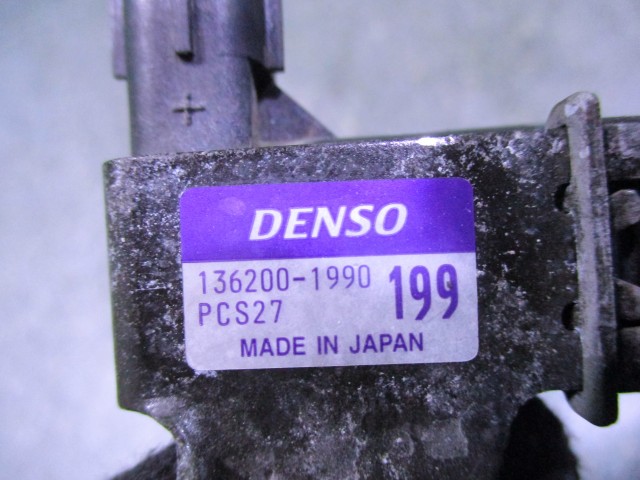 +
DENSO
136200-1990 199
PCS27
MADE IN JAPAN